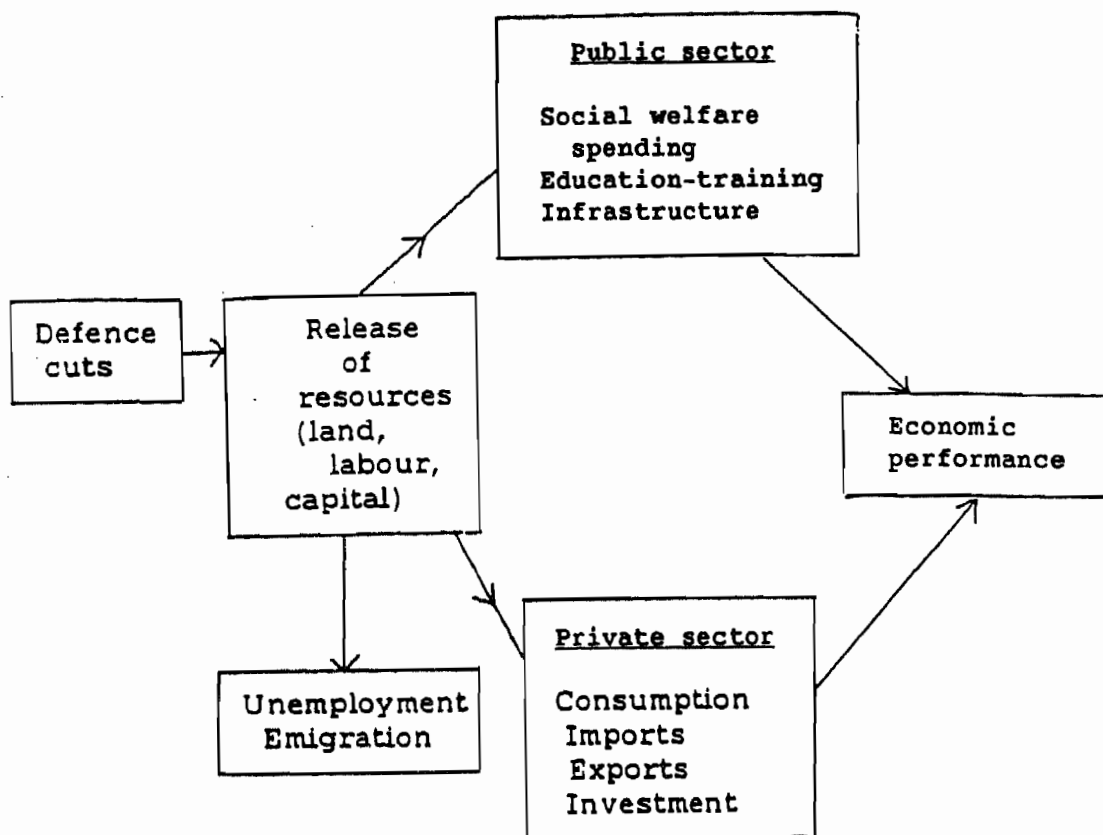 Public sector
Social welfare
spending
Education-training
Infrastructure
Defence
cuts
Release
of
resources
(land,
labour,
capital)
Economic
performance
Unemployment
Emigration
Private sector
Consumption
Imports
Exports
Investment